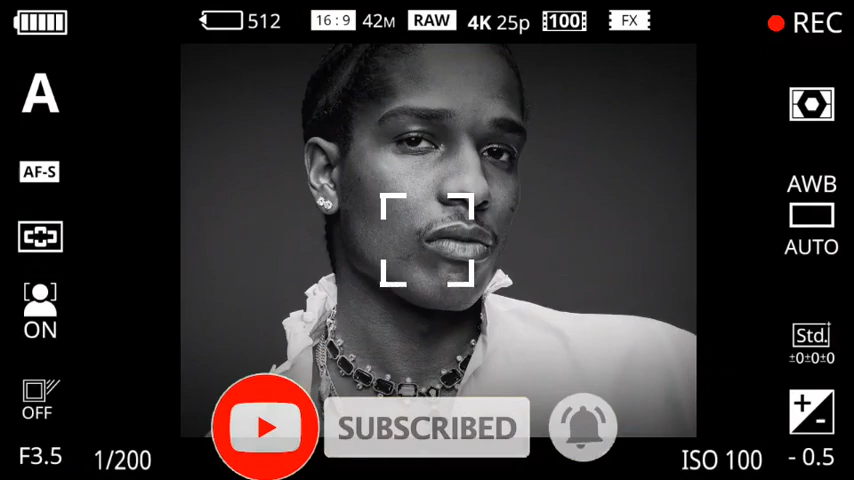 512 16:9 42M RAW 4K 25p 100 FX REC
A
AF-S
ON
OFF
F3.5
1/200
AWB
AUTO
Std.
±0±0±0
ISO 100
- 0.5
SUBSCRIBED